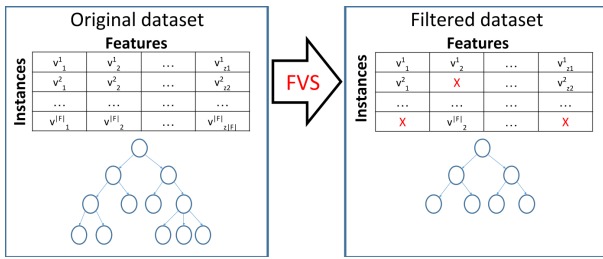 Original dataset
Features
Instances
v¹₁ v¹₂ ... v¹z1
v²₁ v²₂ ... v²z2
... ... ... ...
v|F|₁ v|F|₂ ... v|F|z|F|
FVS
Filtered dataset
Features
Instances
v¹₁ v¹₂ ... v¹z1
v²₁ X ... v²z2
... ... ... ...
X v|F|₂ ... X